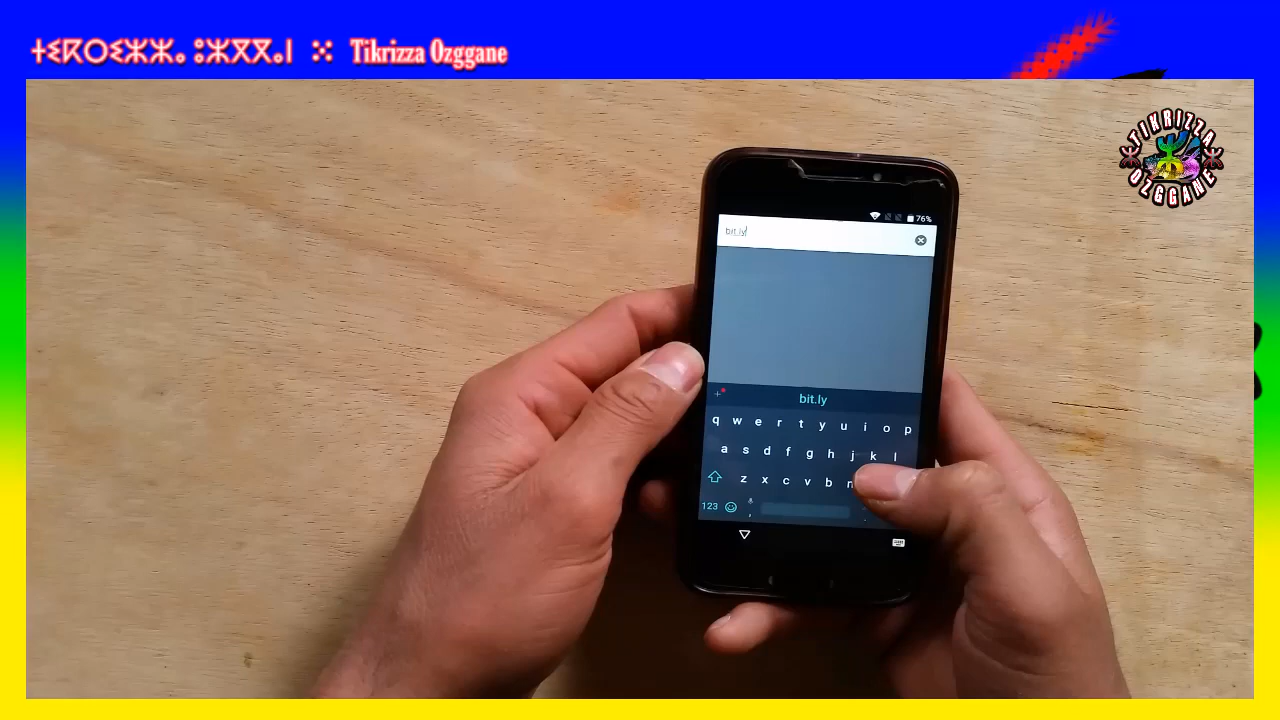 ⵜⵉⴽⵔⵉⵣⵣⴰ ⵓⵣⴳⴳⴰⵏ ⁙ Tikrizza Ozggane
TIKRIZZA
OZGGANE
76%
bit.ly
bit.ly
q w e r t y u i o p
a s d f g h j k l
z x c v b n
123